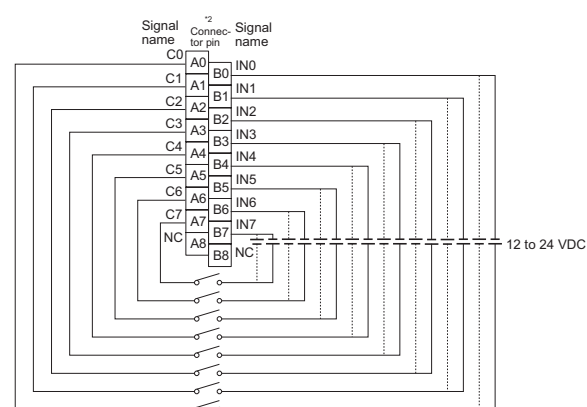 Signal name
*2 Connec-tor pin
Signal name
C0 A0
B0 IN0
C1 A1
B1 IN1
C2 A2
B2 IN2
C3 A3
B3 IN3
C4 A4
B4 IN4
C5 A5
B5 IN5
C6 A6
B6 IN6
C7 A7
B7 IN7
NC A8
B8 NC
12 to 24 VDC